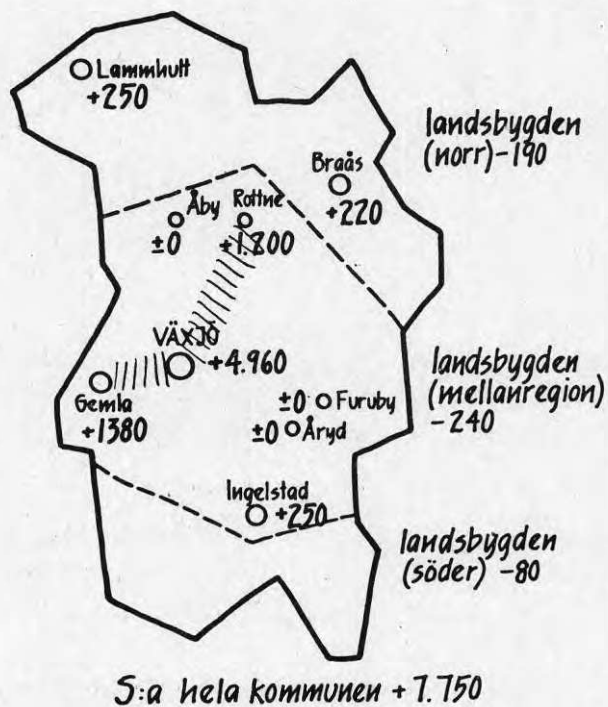 Lammhult
+250
landsbygden
(norr) -190
Braås
+220
Åby
±0
Rottne
+1.200
VÄXJÖ
+4.960
Gemla
+1380
landsbygden
(mellanregion)
-240
±0 Furuby
±0 Åryd
Ingelstad
+250
landsbygden
(söder) -80
S:a hela kommunen +7.750